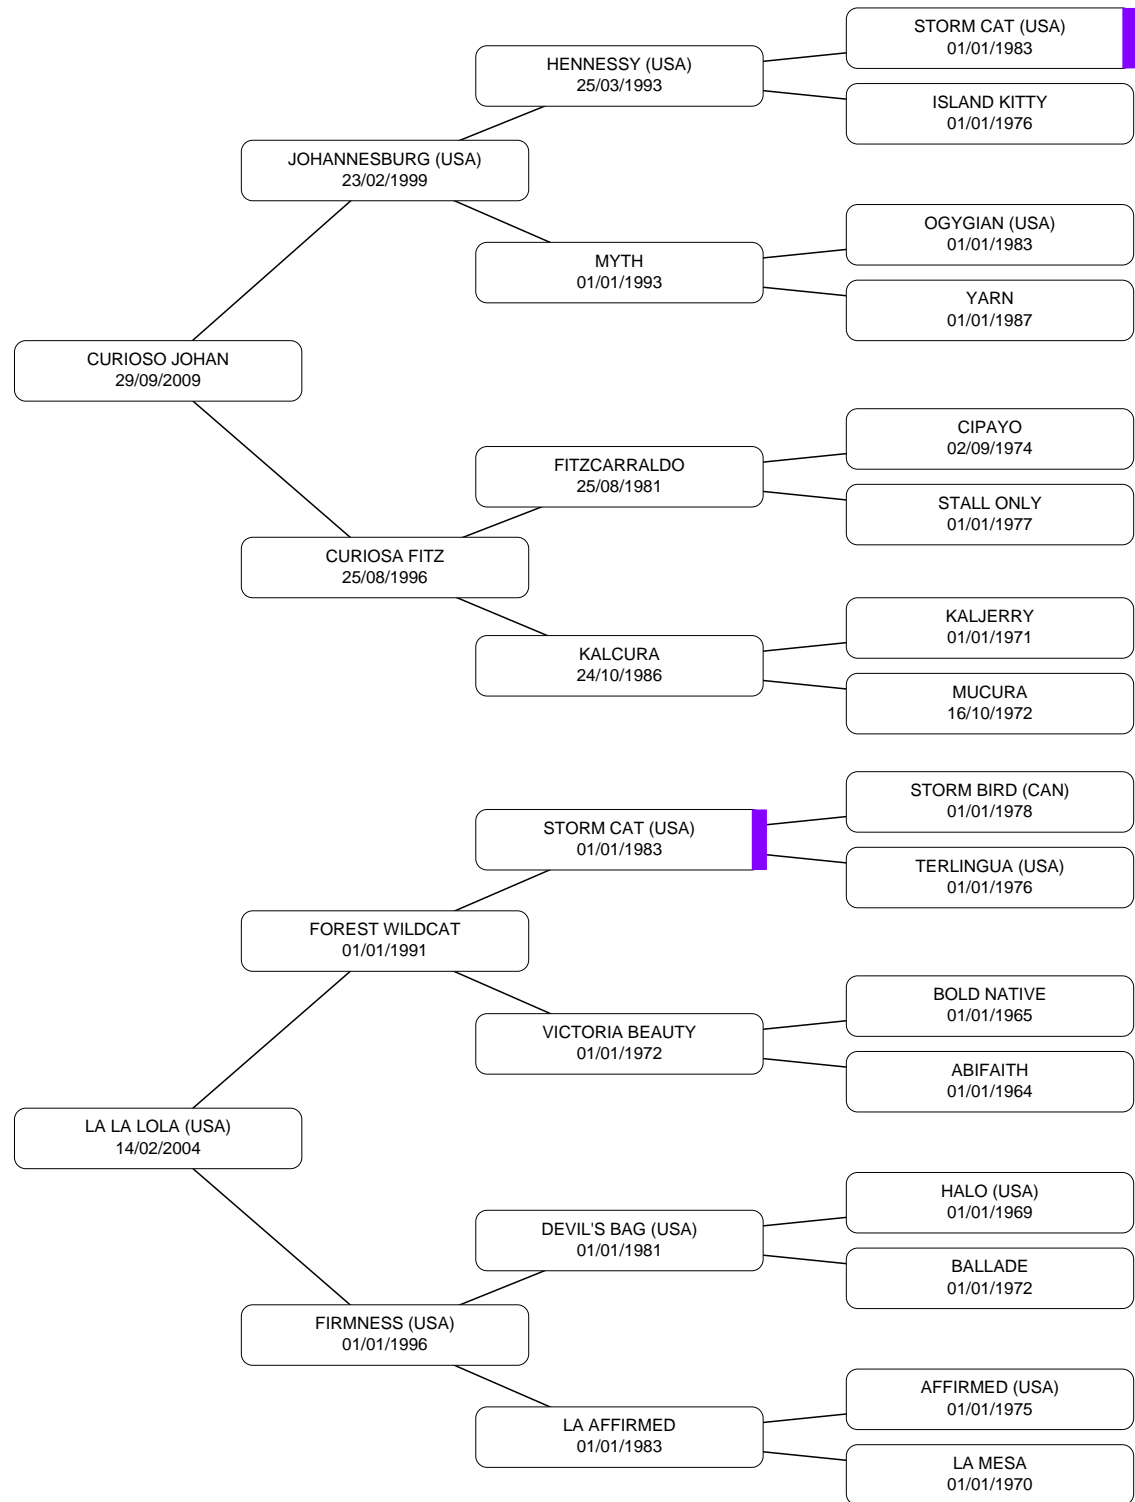 STORM CAT (USA)
01/01/1983
HENNESSY (USA)
25/03/1993
ISLAND KITTY
01/01/1976
JOHANNESBURG (USA)
23/02/1999
OGYGIAN (USA)
01/01/1983
MYTH
01/01/1993
YARN
01/01/1987
CURIOSO JOHAN
29/09/2009
CIPAYO
02/09/1974
FITZCARRALDO
25/08/1981
STALL ONLY
01/01/1977
CURIOSA FITZ
25/08/1996
KALJERRY
01/01/1971
KALCURA
24/10/1986
MUCURA
16/10/1972
STORM BIRD (CAN)
01/01/1978
STORM CAT (USA)
01/01/1983
TERLINGUA (USA)
01/01/1976
FOREST WILDCAT
01/01/1991
BOLD NATIVE
01/01/1965
VICTORIA BEAUTY
01/01/1972
ABIFAITH
01/01/1964
LA LA LOLA (USA)
14/02/2004
HALO (USA)
01/01/1969
DEVIL'S BAG (USA)
01/01/1981
BALLADE
01/01/1972
FIRMNESS (USA)
01/01/1996
AFFIRMED (USA)
01/01/1975
LA AFFIRMED
01/01/1983
LA MESA
01/01/1970